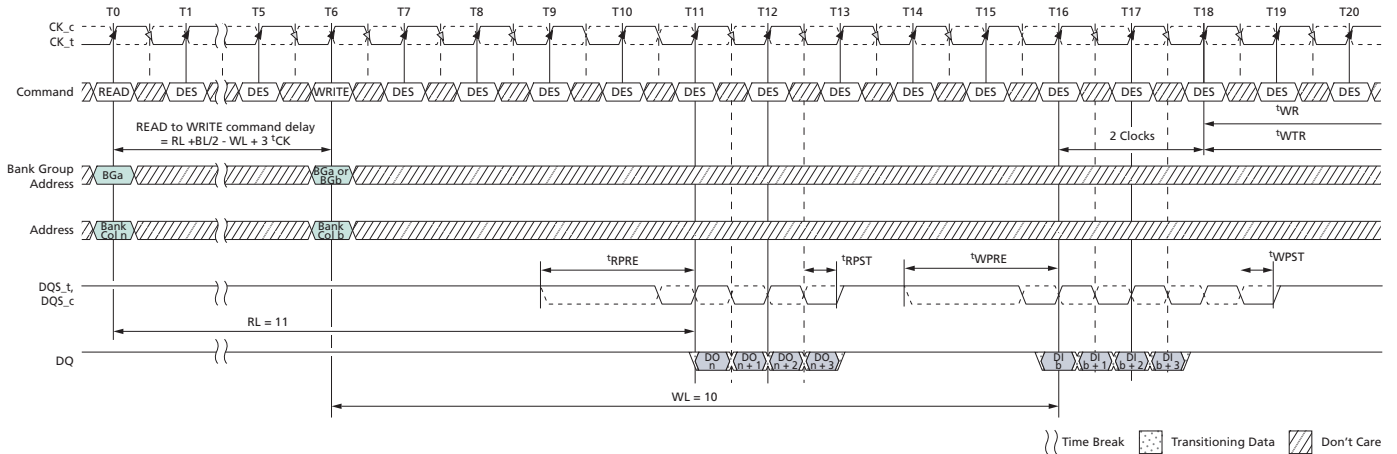 T0 T1 T5 T6 T7 T8 T9 T10 T11 T12 T13 T14 T15 T16 T17 T18 T19 T20
CK_c
CK_t
Command READ DES DES WRITE DES DES DES DES DES DES DES DES DES DES DES DES DES DES
tWR
READ to WRITE command delay
= RL +BL/2 - WL + 3 tCK
2 Clocks
tWTR
Bank Group
Address
BGa
BGa or
BGb
Address
Bank
Col n
Bank
Col b
tRPRE tRPST tWPRE tWPST
DQS_t,
DQS_c
RL = 11
DQ
DO
n
DO
n + 1
DO
n + 2
DO
n + 3
DI
b
DI
b + 1
DI
b + 2
DI
b + 3
WL = 10
Time Break Transitioning Data Don't Care